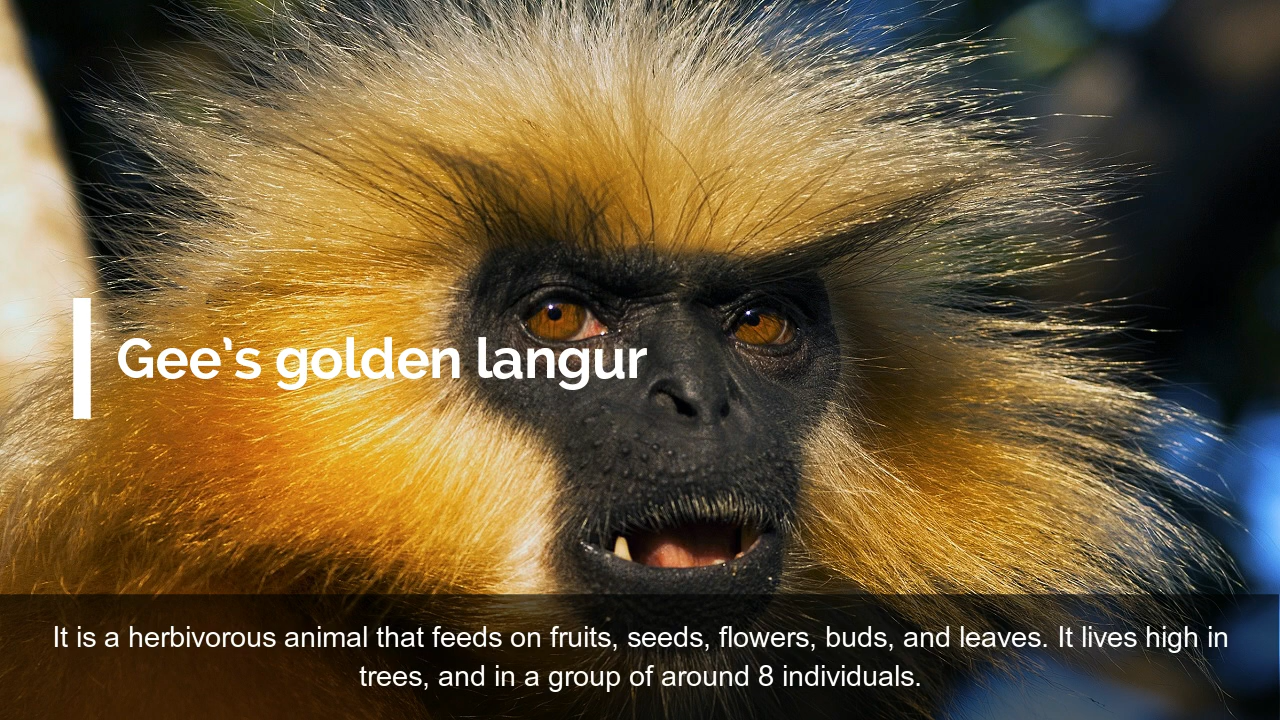 Gee's golden langur
It is a herbivorous animal that feeds on fruits, seeds, flowers, buds, and leaves. It lives high in
trees, and in a group of around 8 individuals.